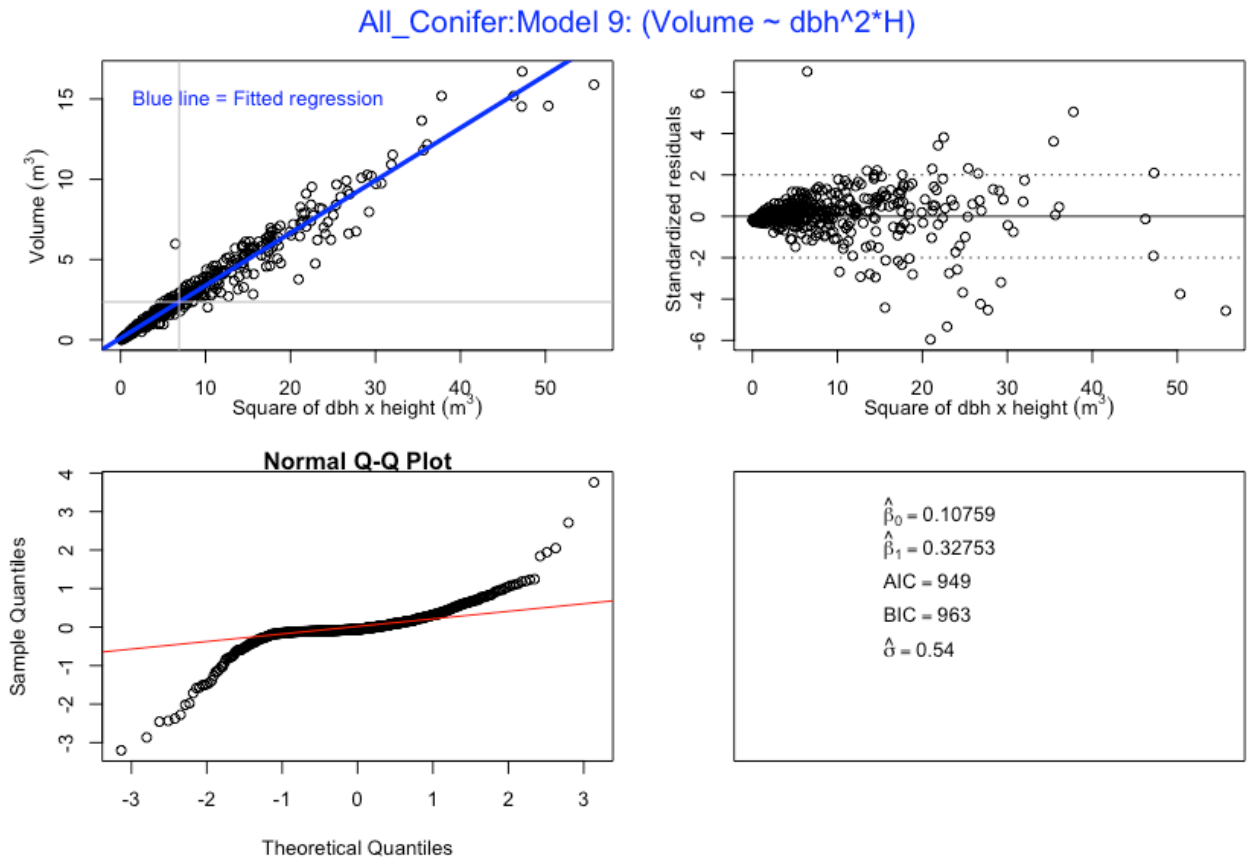 All_Conifer:Model 9: (Volume ~ dbh^2*H)
Blue line = Fitted regression
Volume (m³)
0 5 10 15
0 10 20 30 40 50
Square of dbh x height (m³)
Standardized residuals
-6 -4 -2 0 2 4 6
0 10 20 30 40 50
Square of dbh x height (m³)
Normal Q-Q Plot
Sample Quantiles
-3 -2 -1 0 1 2 3 4
-3 -2 -1 0 1 2 3
Theoretical Quantiles
β̂₀ = 0.10759
β̂₁ = 0.32753
AIC = 949
BIC = 963
σ̂ = 0.54